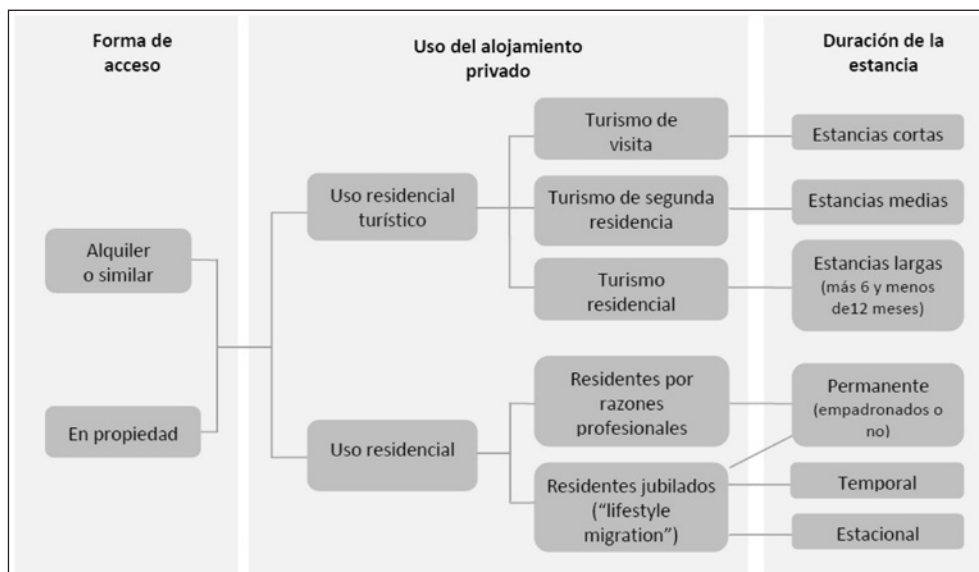 Forma de
acceso
Uso del alojamiento
privado
Duración de la
estancia
Alquiler
o similar
En propiedad
Uso residencial
turístico
Uso residencial
Turismo de
visita
Turismo de segunda
residencia
Turismo
residencial
Residentes por
razones
profesionales
Residentes jubilados
(“lifestyle
migration”)
Estancias cortas
Estancias medias
Estancias largas
(más 6 y menos
de12 meses)
Permanente
(empadronados o
no)
Temporal
Estacional